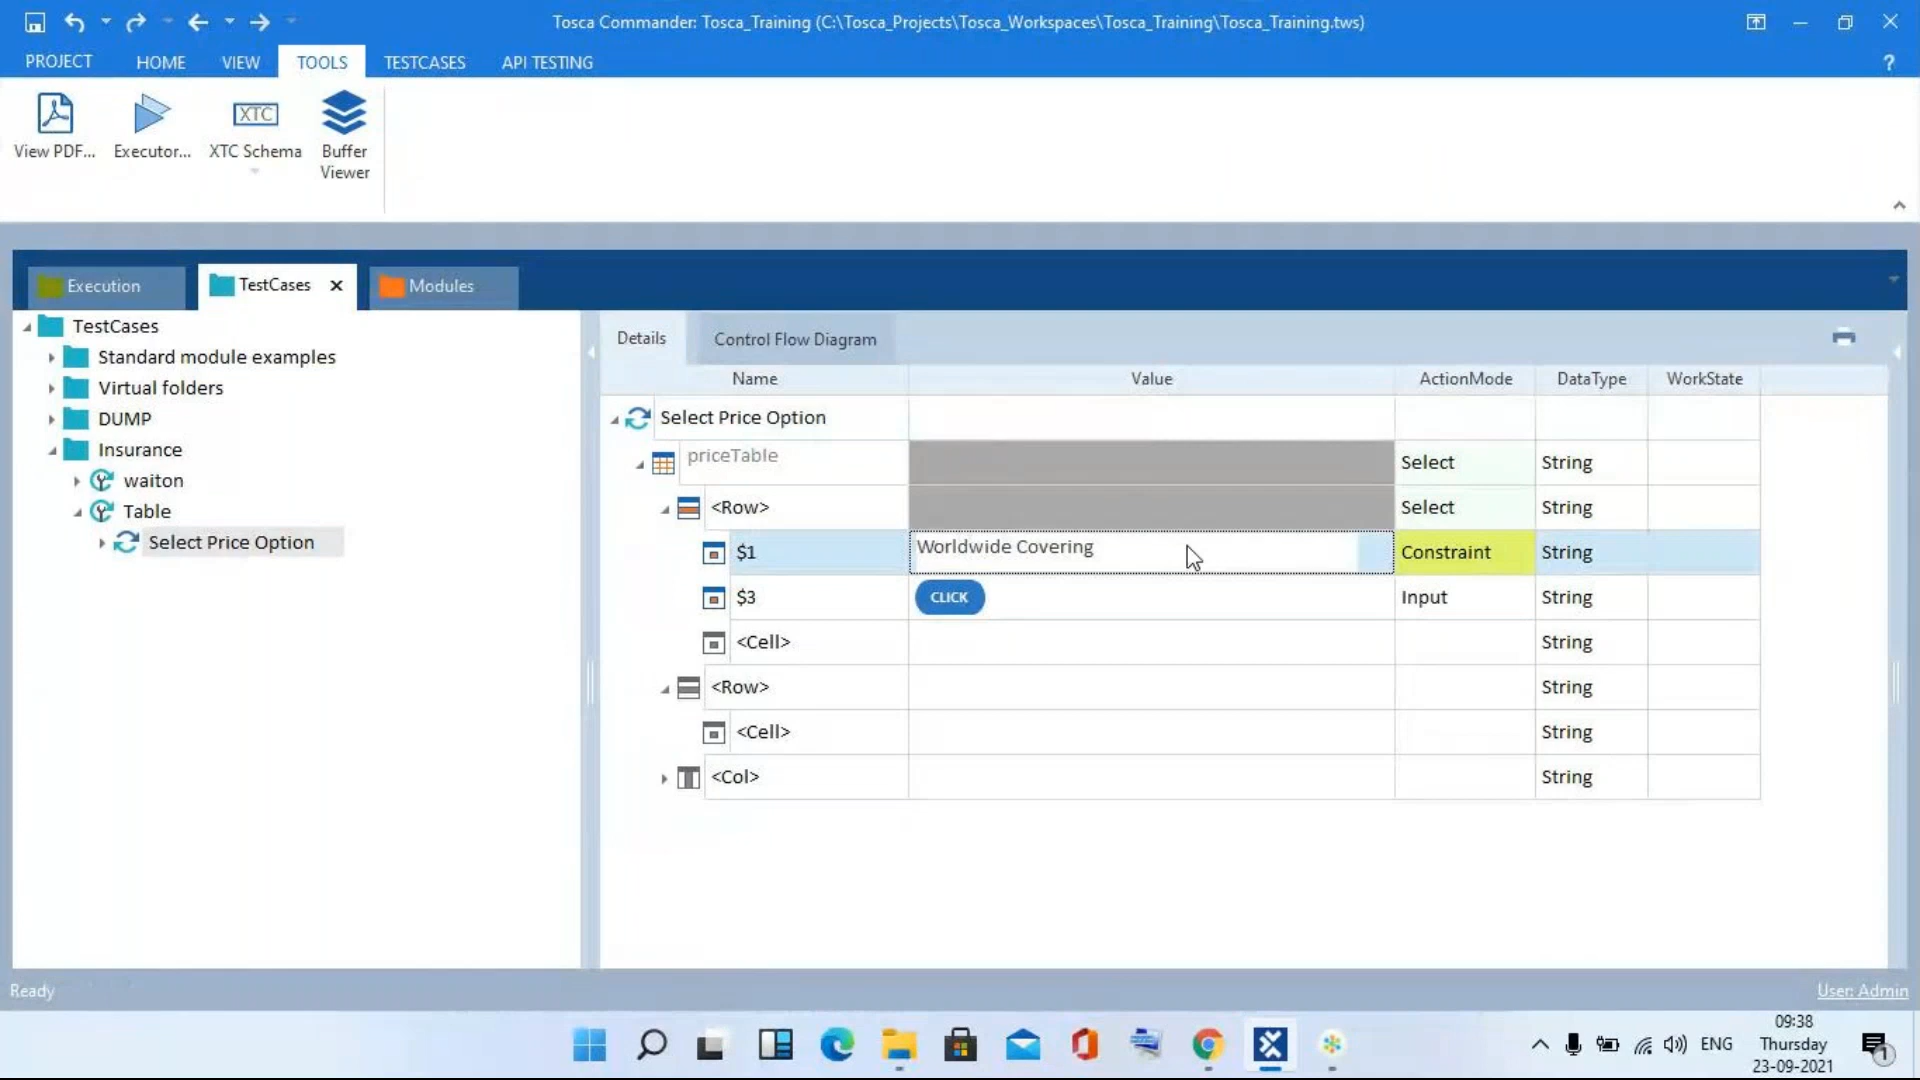 Tosca Commander: Tosca_Training (C:\Tosca_Projects\Tosca_Workspaces\Tosca_Training\Tosca_Training.tws)
PROJECT HOME VIEW TOOLS TESTCASES API TESTING ?
XTC
View PDF... Executor... XTC Schema Buffer Viewer
Execution TestCases Modules
TestCases
Standard module examples
Virtual folders
DUMP
Insurance
waiton
Table
Select Price Option
Details Control Flow Diagram
Name Value ActionMode DataType WorkState
Select Price Option
priceTable Select String
<Row> Select String
$1 Worldwide Covering Constraint String
$3 CLICK Input String
<Cell> String
<Row> String
<Cell> String
<Col> String
Ready User: Admin
ENG
09:38
Thursday
23-09-2021
1